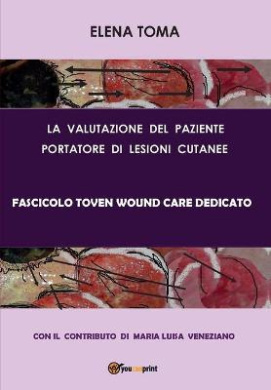 ELENA TOMA
LA VALUTAZIONE DEL PAZIENTE
PORTATORE DI LESIONI CUTANEE
FASCICOLO TOVEN WOUND CARE DEDICATO
CON IL CONTRIBUTO DI MARIA LUISA VENEZIANO
youcanprint